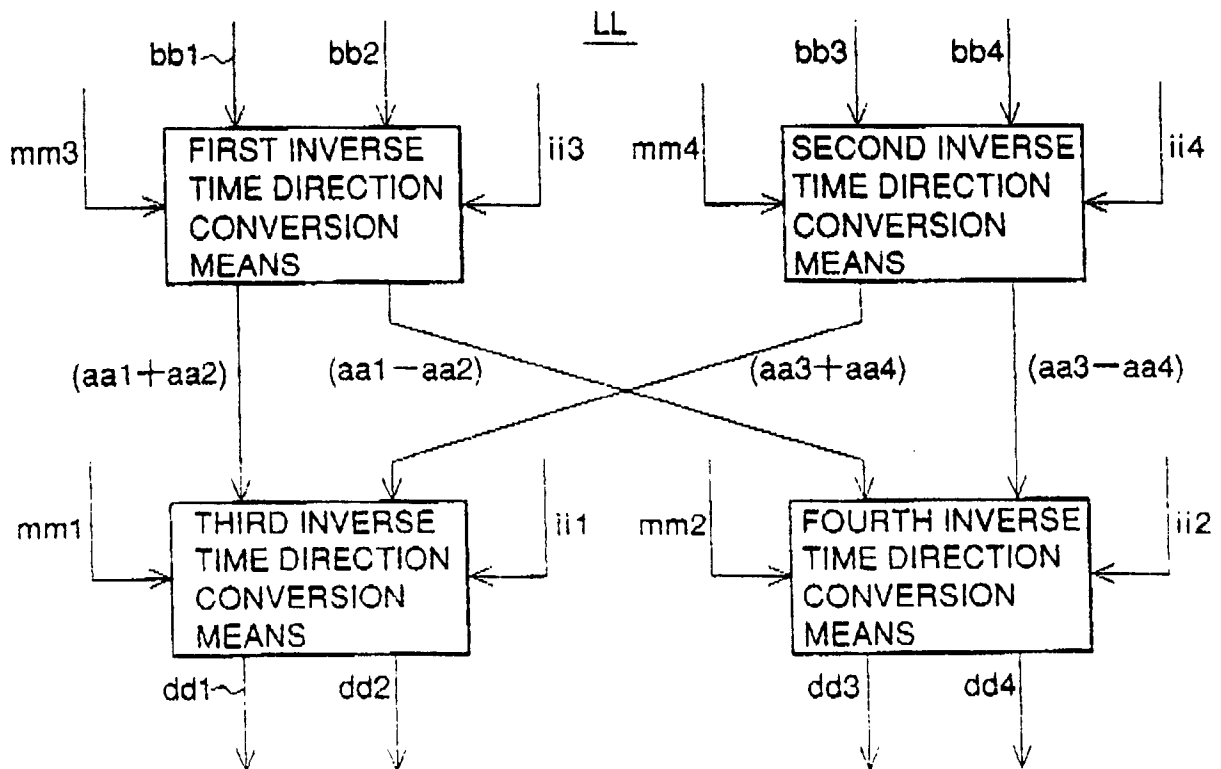 LL
bb1 bb2 bb3 bb4
mm3 ii3 mm4 ii4
FIRST INVERSE
TIME DIRECTION
CONVERSION
MEANS
SECOND INVERSE
TIME DIRECTION
CONVERSION
MEANS
(aa1+aa2) (aa1-aa2) (aa3+aa4) (aa3-aa4)
mm1 ii1 mm2 ii2
THIRD INVERSE
TIME DIRECTION
CONVERSION
MEANS
FOURTH INVERSE
TIME DIRECTION
CONVERSION
MEANS
dd1 dd2 dd3 dd4